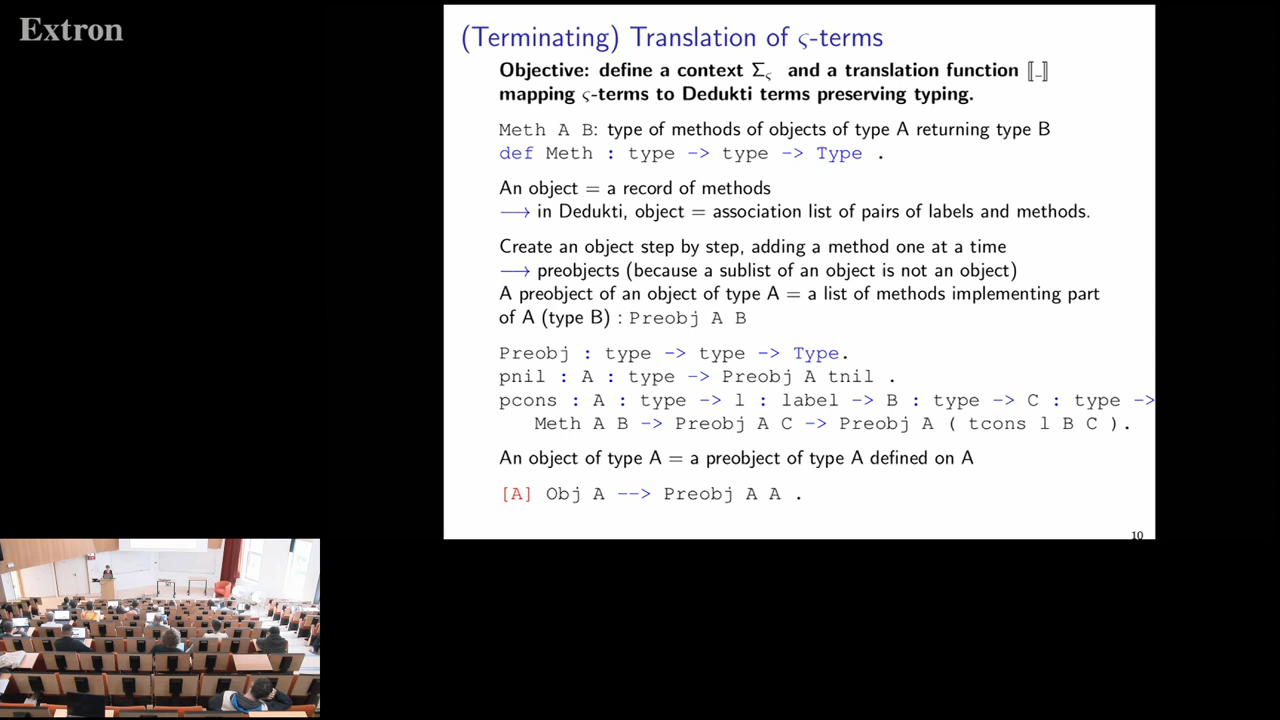 Extron
(Terminating) Translation of ς-terms
Objective: define a context Σς and a translation function ⟦_⟧
mapping ς-terms to Dedukti terms preserving typing.
Meth A B: type of methods of objects of type A returning type B
def Meth : type -> type -> Type .
An object = a record of methods
⟶ in Dedukti, object = association list of pairs of labels and methods.
Create an object step by step, adding a method one at a time
⟶ preobjects (because a sublist of an object is not an object)
A preobject of an object of type A = a list of methods implementing part
of A (type B) : Preobj A B
Preobj : type -> type -> Type.
pnil : A : type -> Preobj A tnil .
pcons : A : type -> l : label -> B : type -> C : type ->
Meth A B -> Preobj A C -> Preobj A ( tcons l B C ).
An object of type A = a preobject of type A defined on A
[A] Obj A --> Preobj A A .
10